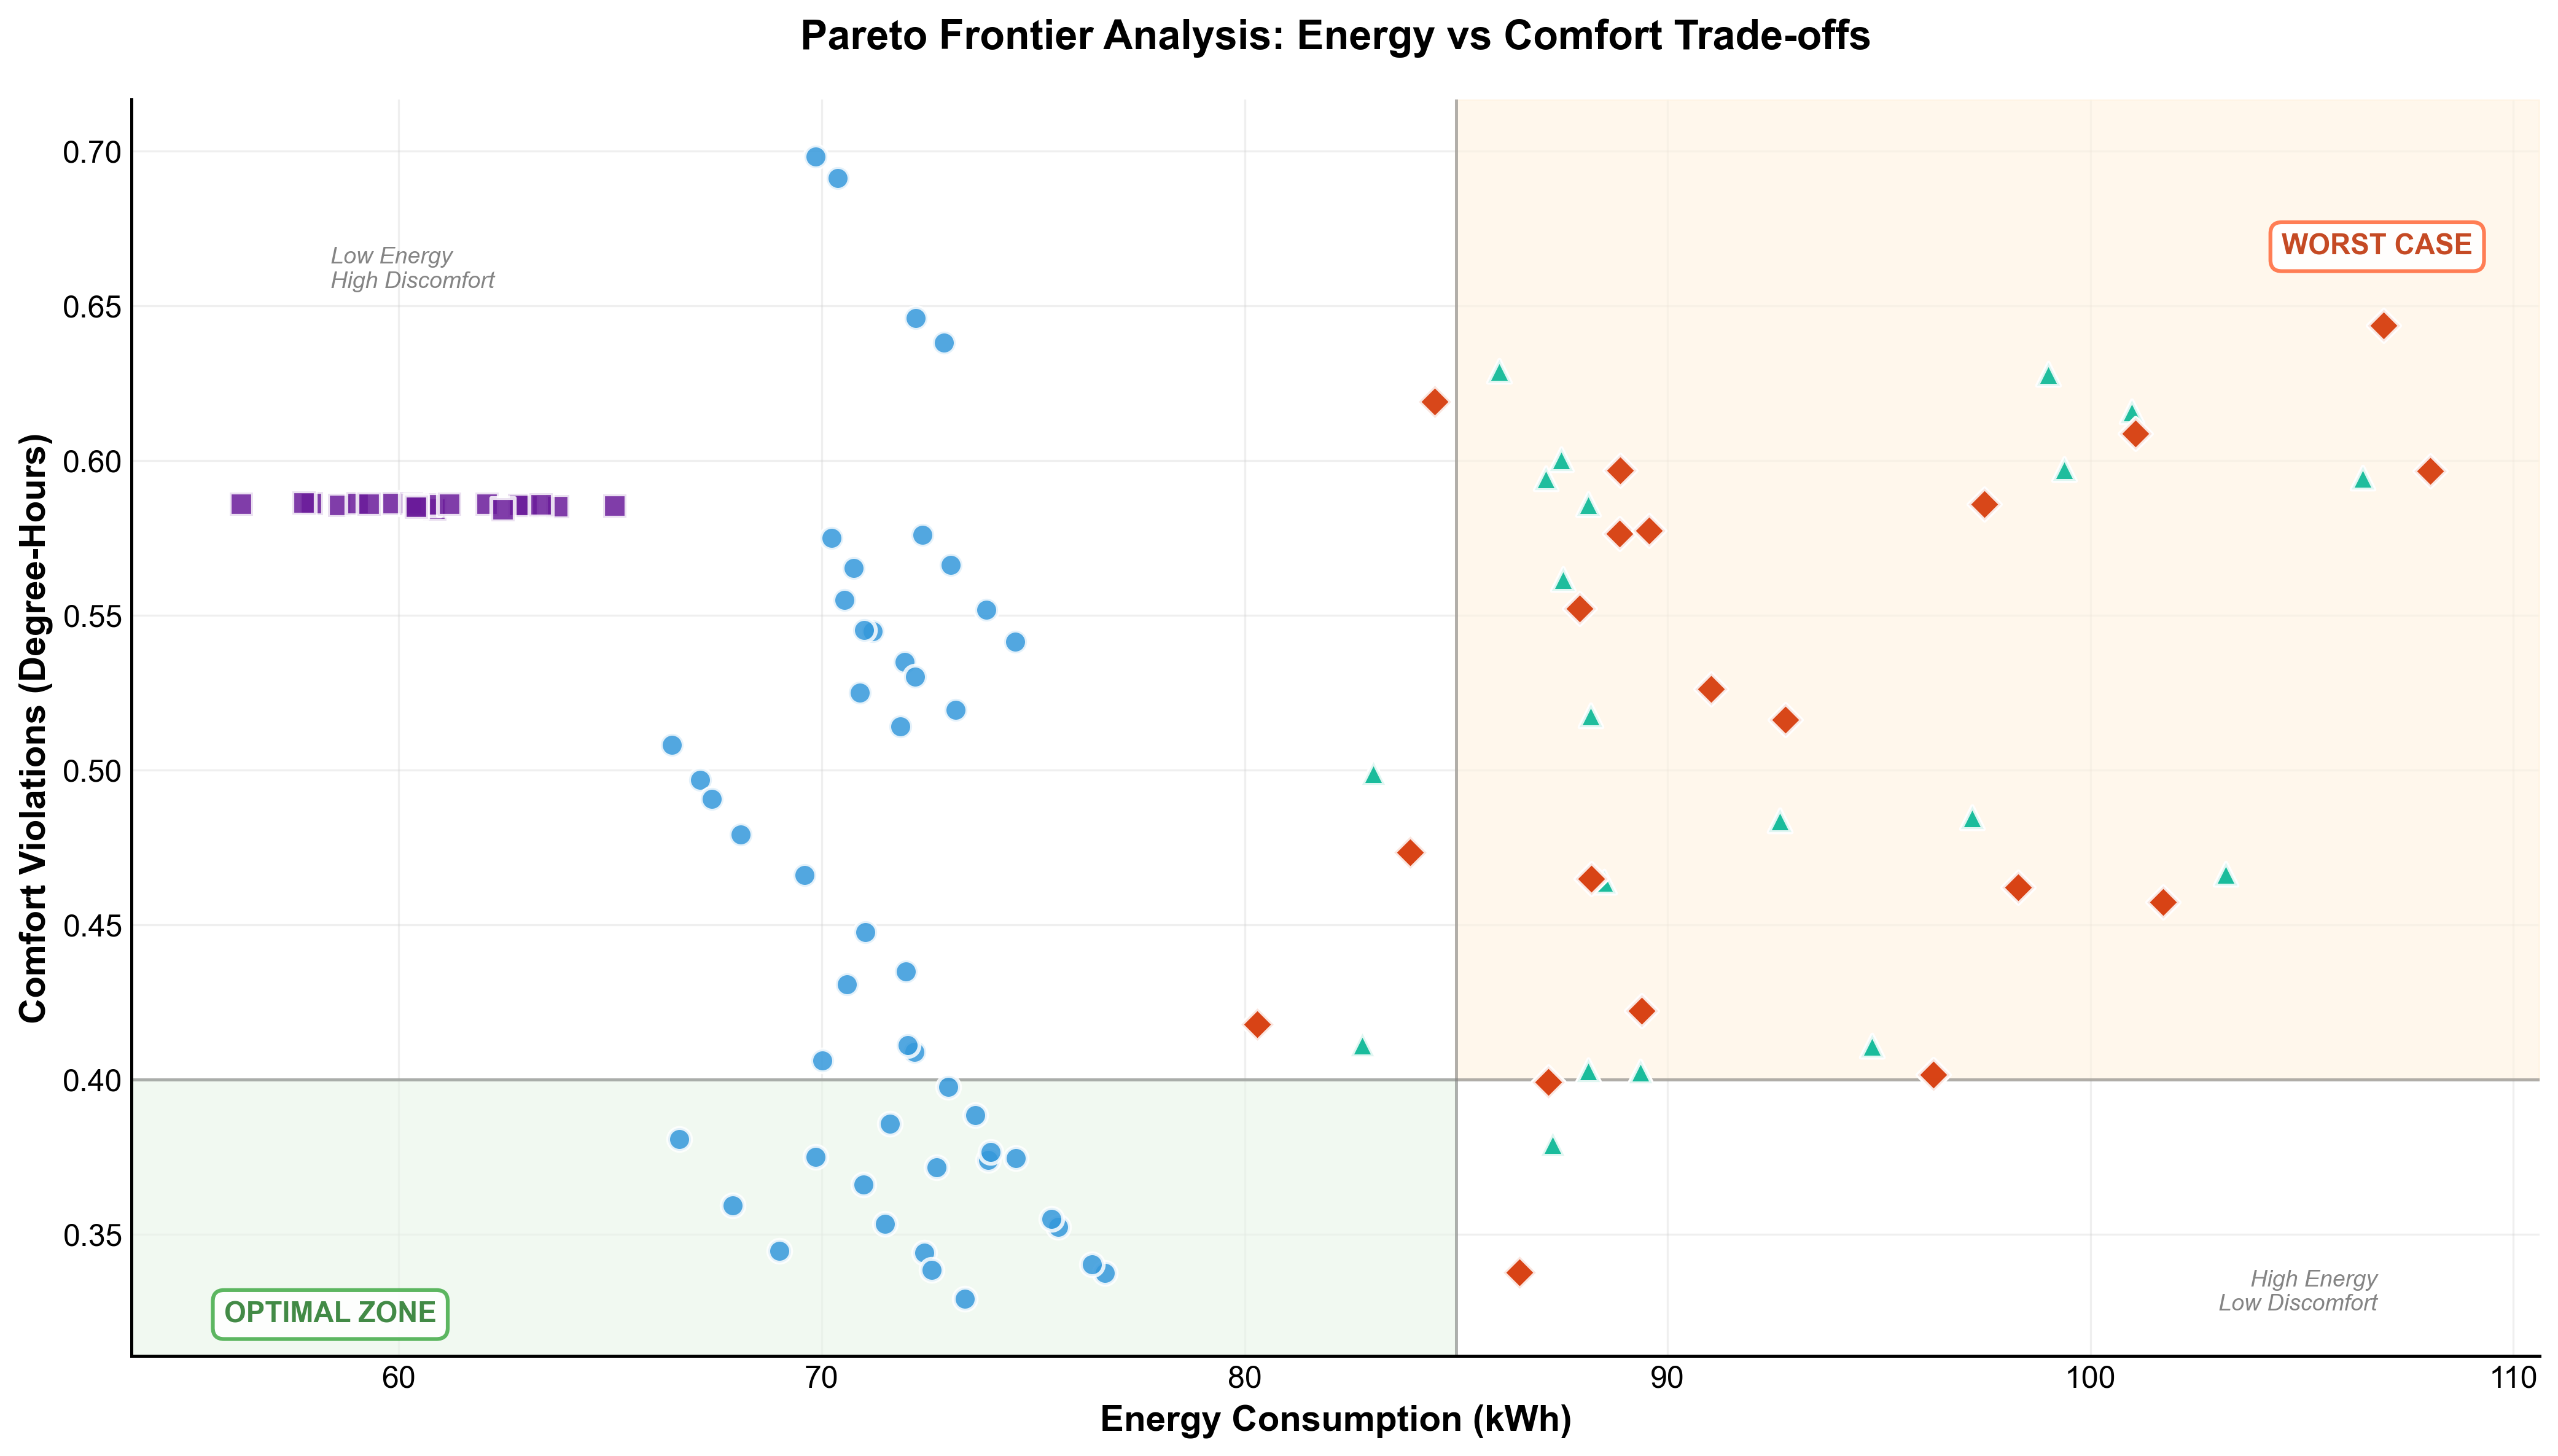 Pareto Frontier Analysis: Energy vs Comfort Trade-offs
Comfort Violations (Degree-Hours)
0.70
0.65
0.60
0.55
0.50
0.45
0.40
0.35
Low Energy
High Discomfort
WORST CASE
OPTIMAL ZONE
High Energy
Low Discomfort
60
70
80
90
100
110
Energy Consumption (kWh)